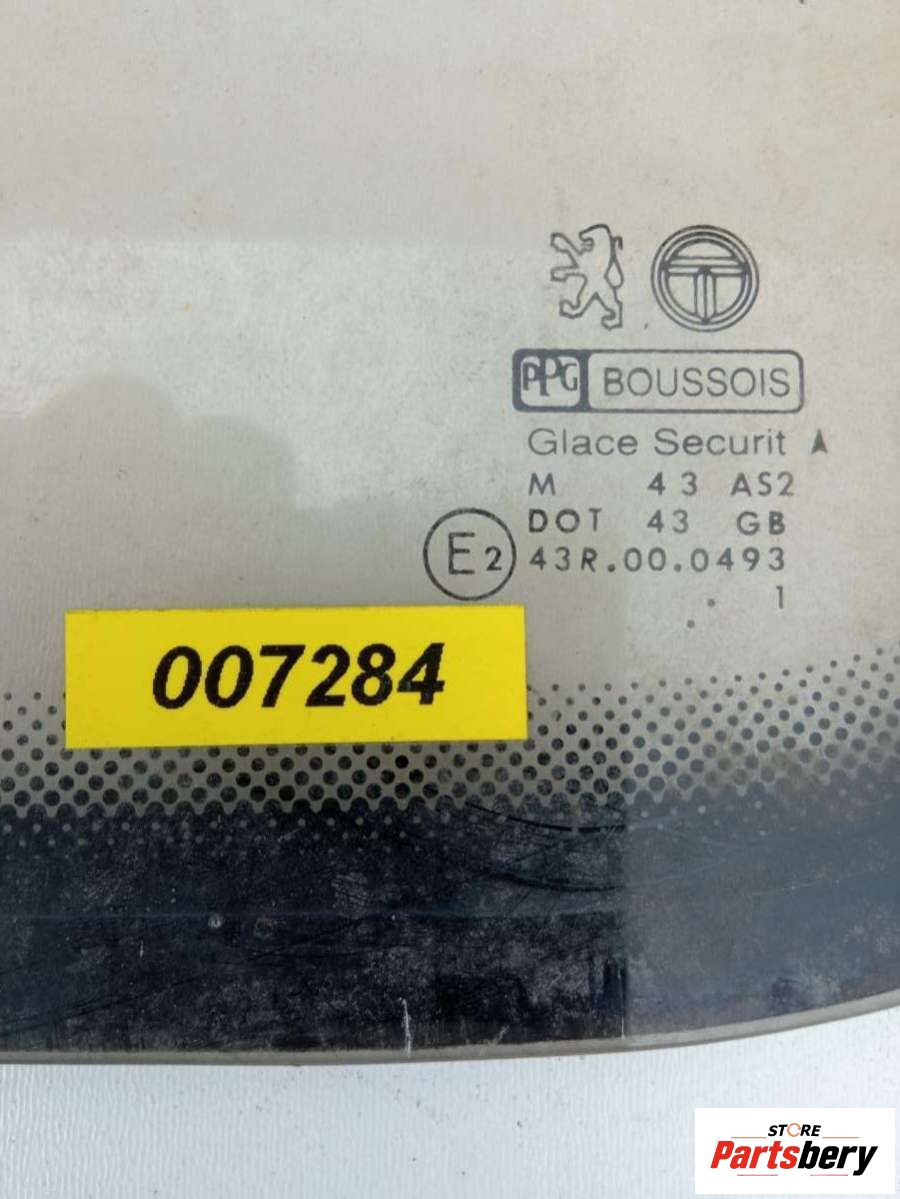 PPG BOUSSOIS
Glace Securit
M 43 AS2
DOT 43 GB
E2 43R.00.0493
1
007284
STORE
Partsbery